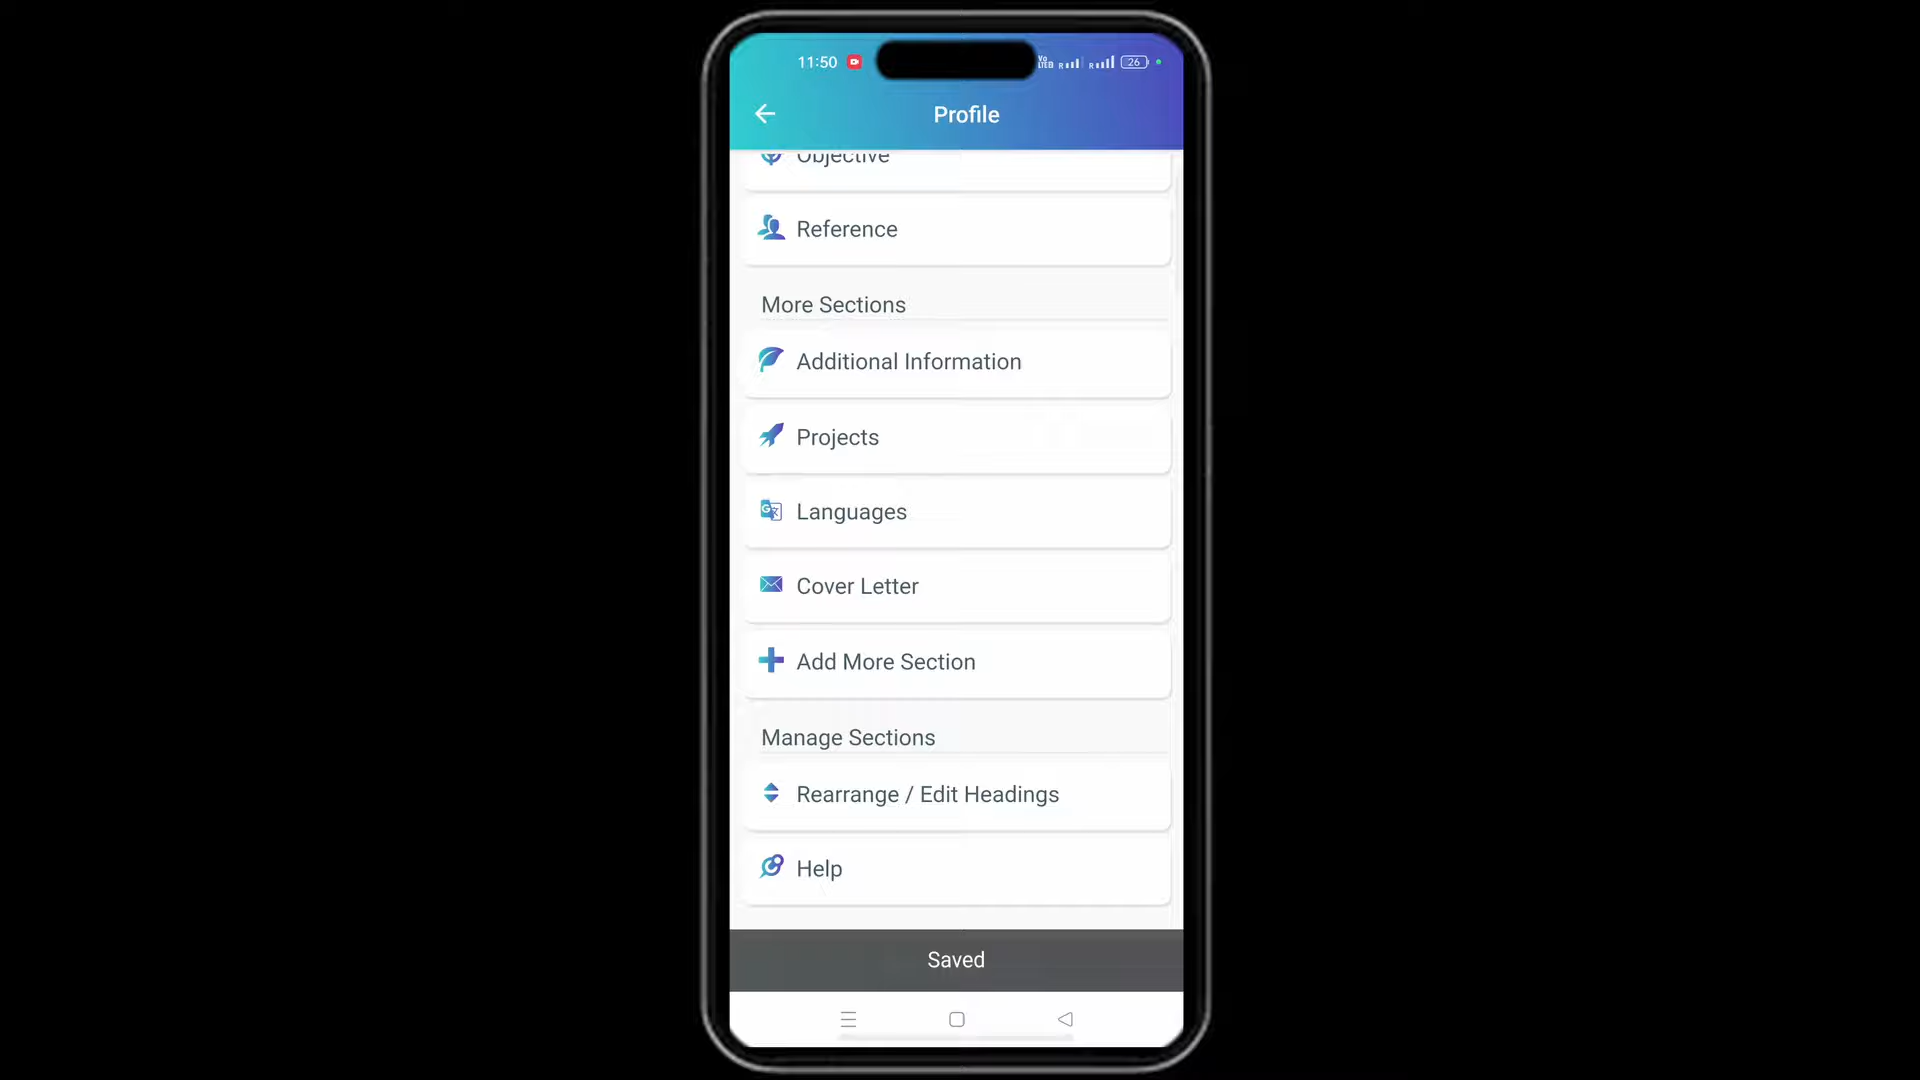 11:50
26
Profile
Objective
Reference
More Sections
Additional Information
Projects
Languages
Cover Letter
Add More Section
Manage Sections
Rearrange / Edit Headings
Help
Saved